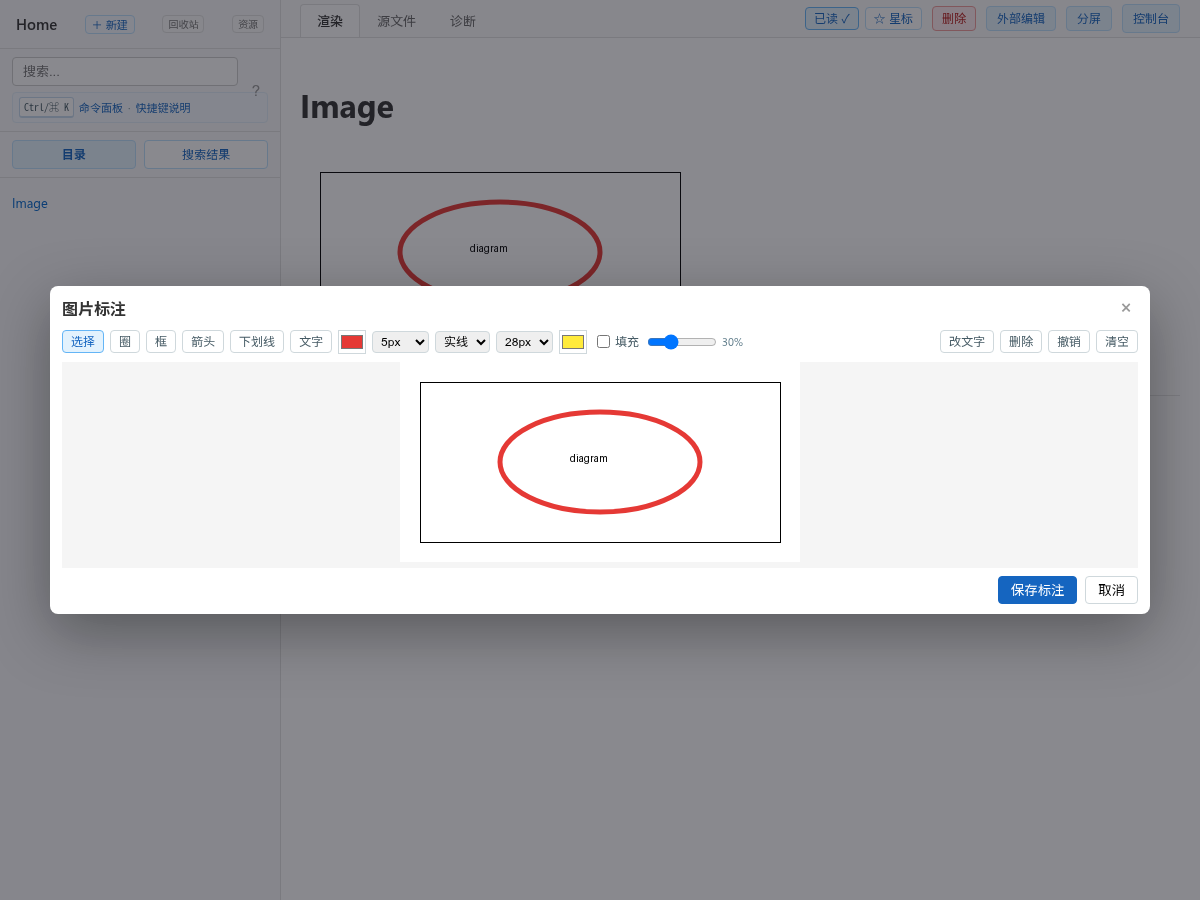 Home
+ 新建
回收站
资源
渲染
源文件
诊断
已读 ✓
☆ 星标
删除
外部编辑
分屏
控制台
搜索...
?
Ctrl/⌘ K 命令面板 · 快捷键说明
目录
搜索结果
Image
Image
diagram
图片标注
×
选择
圈
框
箭头
下划线
文字
5px
实线
28px
填充
30%
改文字
删除
撤销
清空
diagram
保存标注
取消